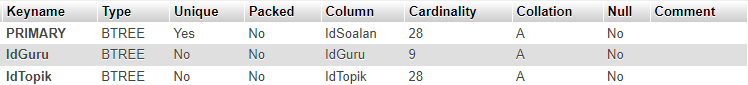 Keyname Type Unique Packed Column Cardinality Collation Null Comment
PRIMARY BTREE Yes No IdSoalan 28 A No
IdGuru BTREE No No IdGuru 9 A No
IdTopik BTREE No No IdTopik 28 A No